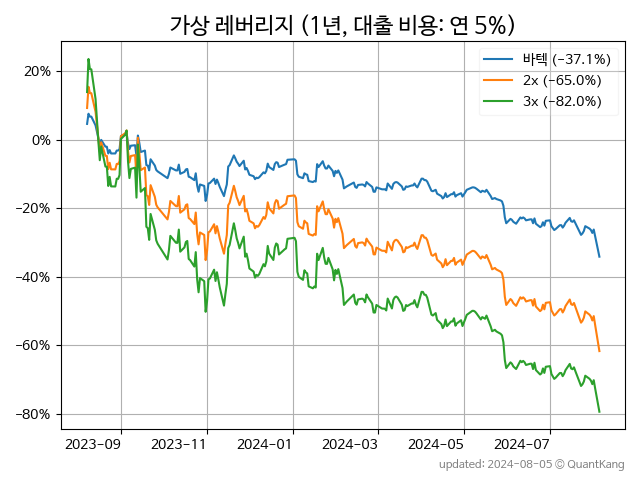 가상 레버리지 (1년, 대출 비용: 연 5%)
바텍 (−37.1%)
2x (−65.0%)
3x (−82.0%)
20%
0%
−20%
−40%
−60%
−80%
2023-09
2023-11
2024-01
2024-03
2024-05
2024-07
updated: 2024-08-05 © QuantKang